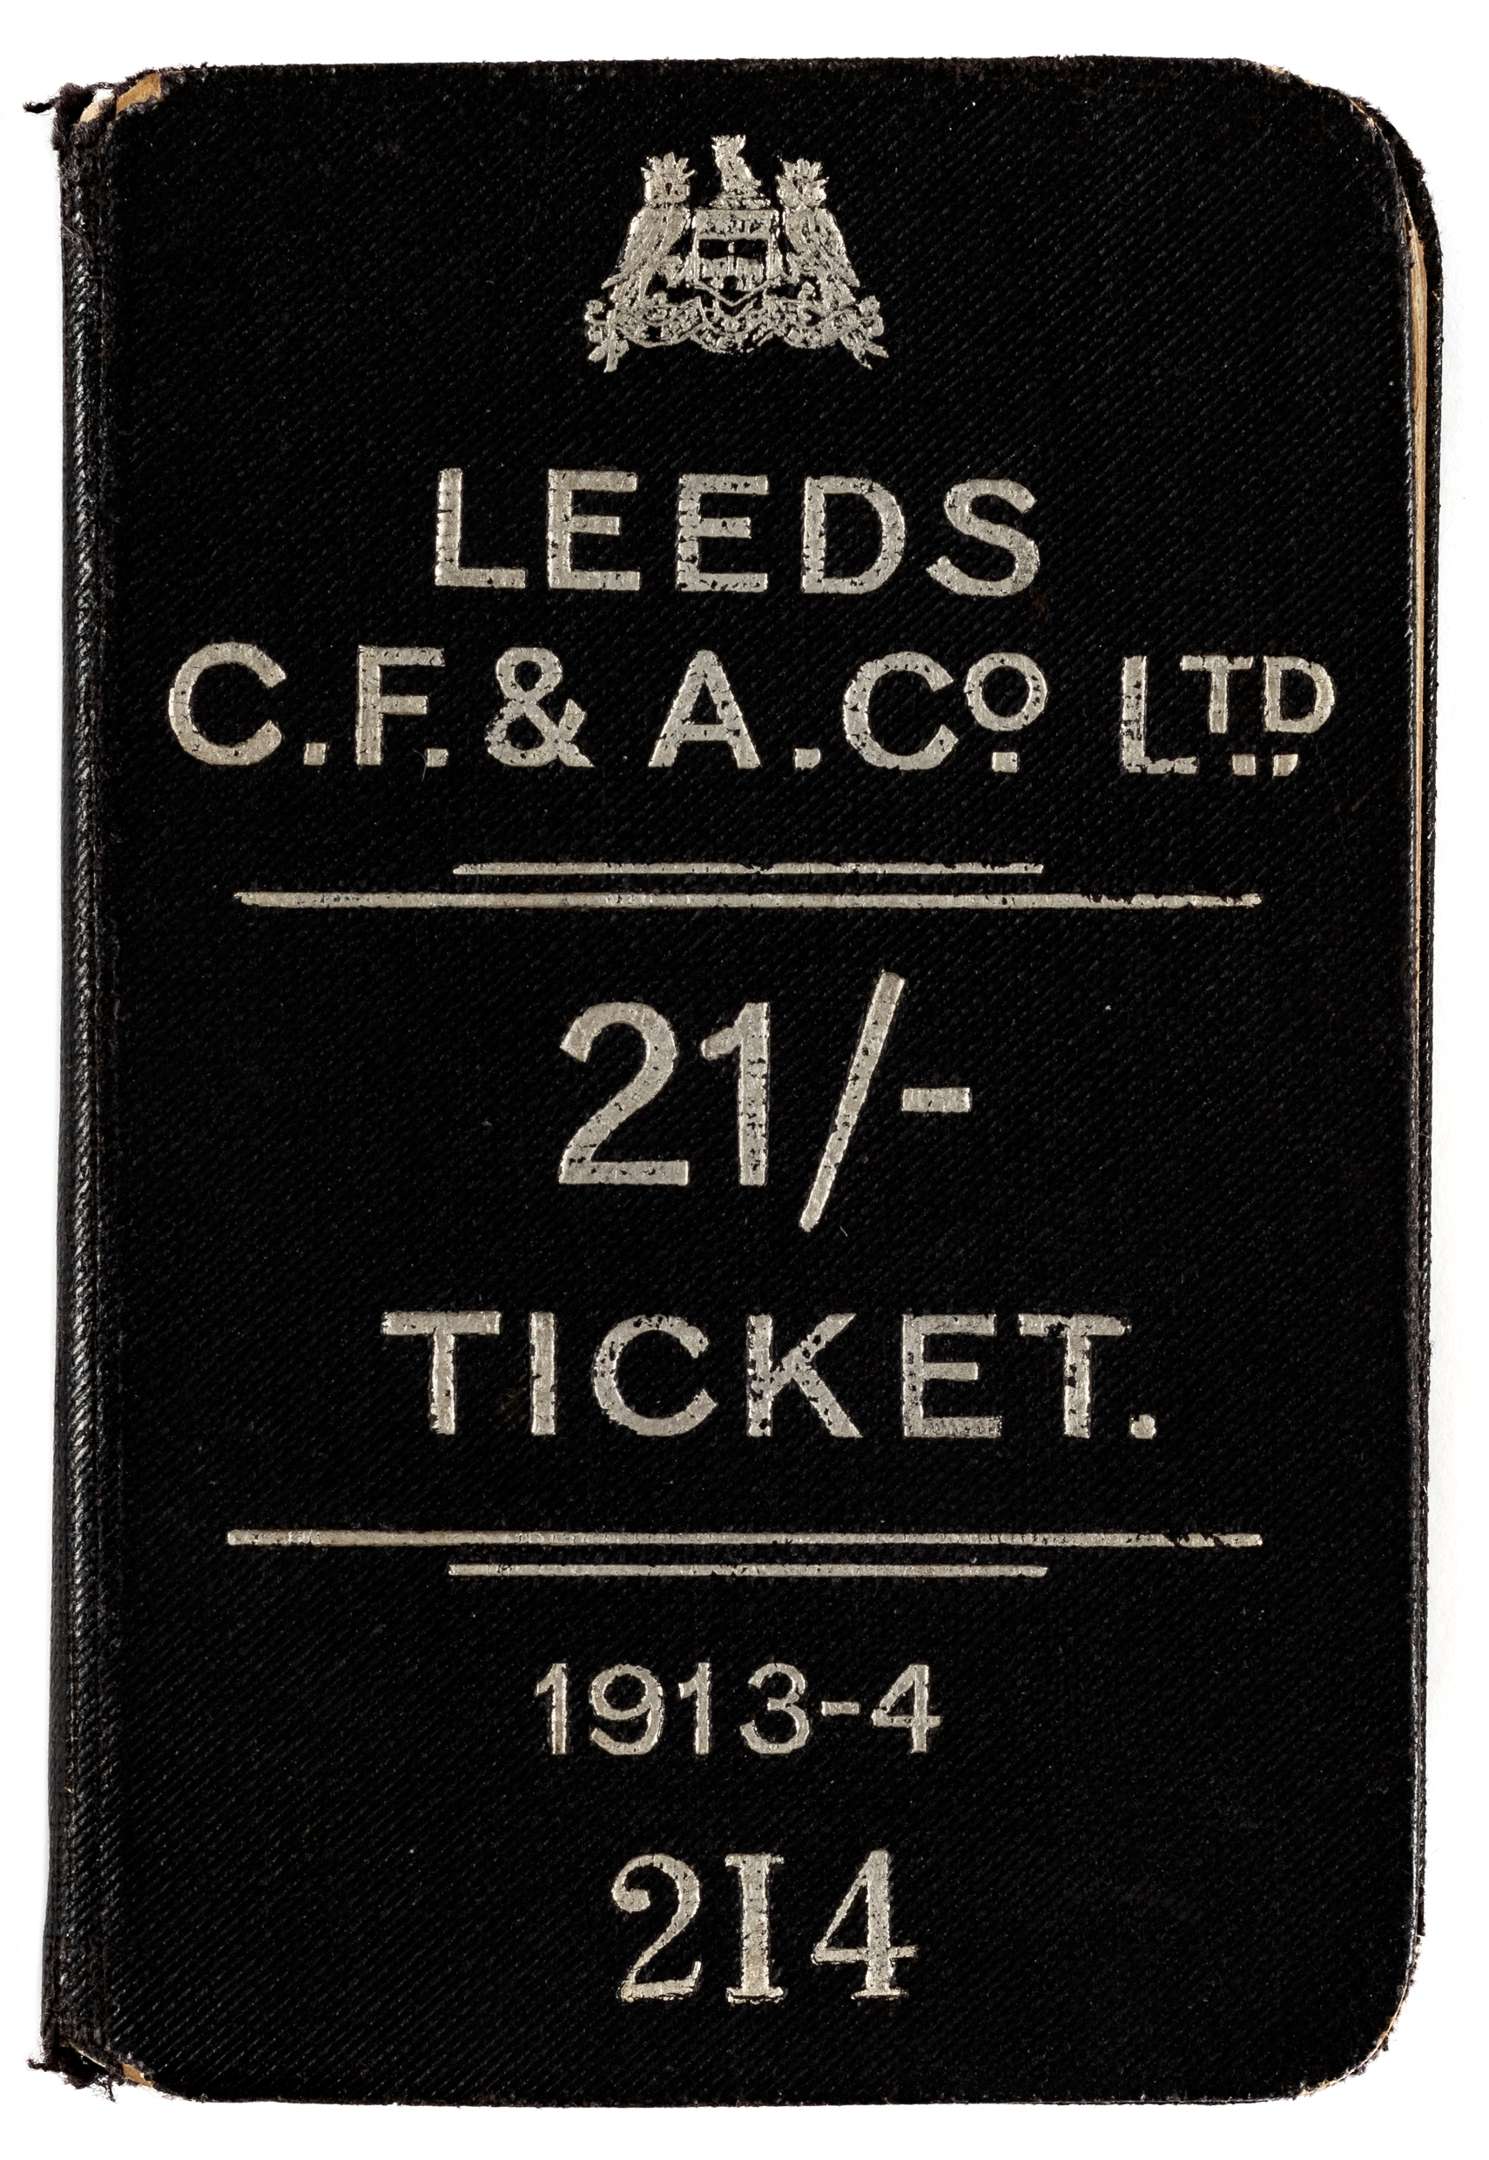 LEEDS
C.F. & A. Co. LTD.
21/-
TICKET.
1913-4
214